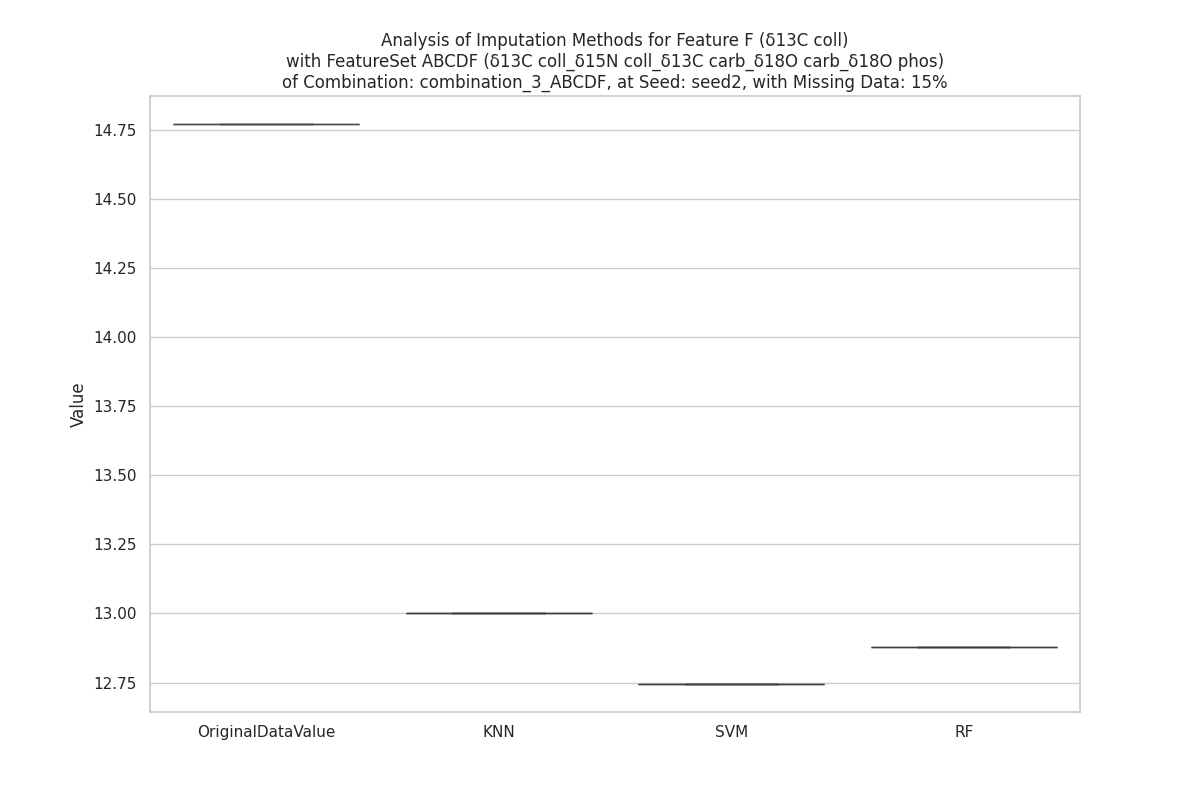 Analysis of Imputation Methods for Feature F (δ13C coll)
with FeatureSet ABCDF (δ13C coll_δ15N coll_δ13C carb_δ18O carb_δ18O phos)
of Combination: combination_3_ABCDF, at Seed: seed2, with Missing Data: 15%
Value
14.75
14.50
14.25
14.00
13.75
13.50
13.25
13.00
12.75
OriginalDataValue
KNN
SVM
RF